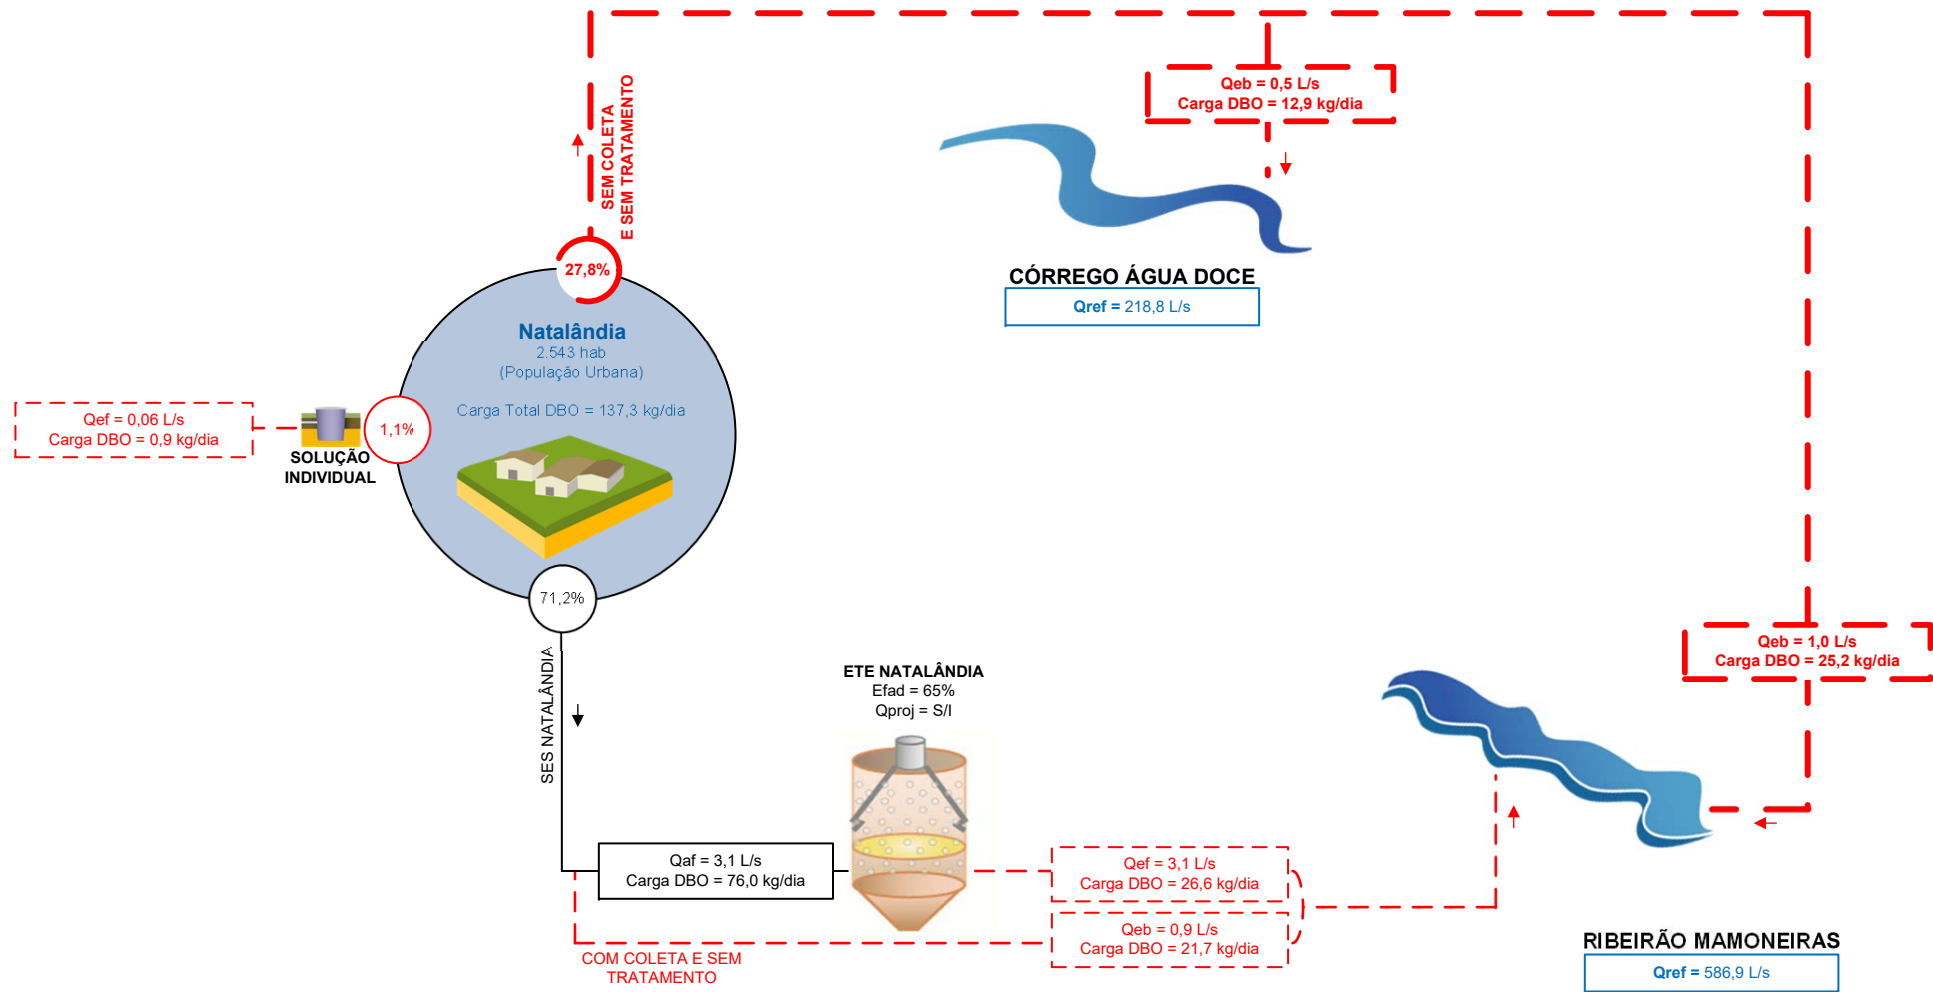 Qeb = 0,5 L/s
Carga DBO = 12,9 kg/dia
SEM COLETA
E SEM TRATAMENTO
27,8%
CÓRREGO ÁGUA DOCE
Qref = 218,8 L/s
Natalândia
2.543 hab
(População Urbana)
Carga Total DBO = 137,3 kg/dia
Qef = 0,06 L/s
Carga DBO = 0,9 kg/dia
SOLUÇÃO
INDIVIDUAL
1,1%
71,2%
SES NATALÂNDIA
ETE NATALÂNDIA
Efad = 65%
Qproj = S/I
Qeb = 1,0 L/s
Carga DBO = 25,2 kg/dia
Qaf = 3,1 L/s
Carga DBO = 76,0 kg/dia
Qef = 3,1 L/s
Carga DBO = 26,6 kg/dia
Qeb = 0,9 L/s
Carga DBO = 21,7 kg/dia
COM COLETA E SEM
TRATAMENTO
RIBEIRÃO MAMONEIRAS
Qref = 586,9 L/s